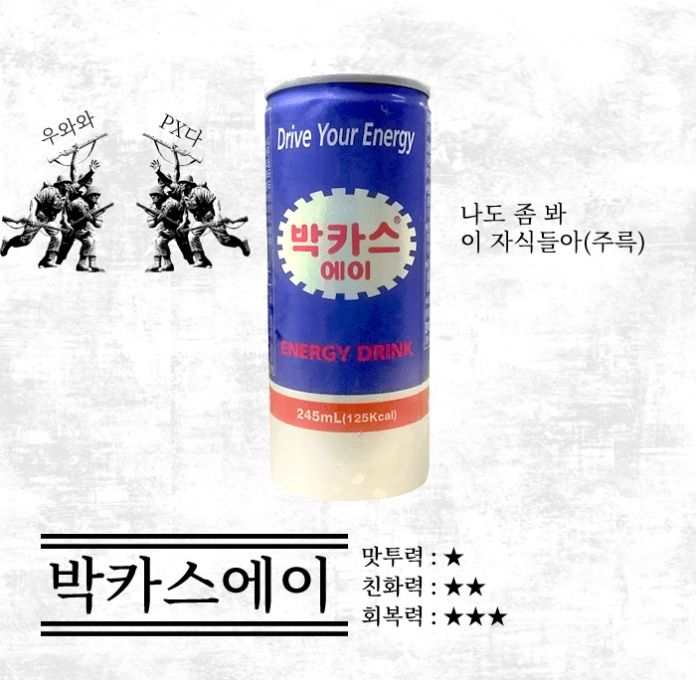 우와와
PX다
Drive Your Energy
박카스®
에이
ENERGY DRINK
245mL(125Kcal)
나도 좀 봐
이 자식들아(주륵)
박카스에이
맛투력 : ★
친화력 : ★★
회복력 : ★★★